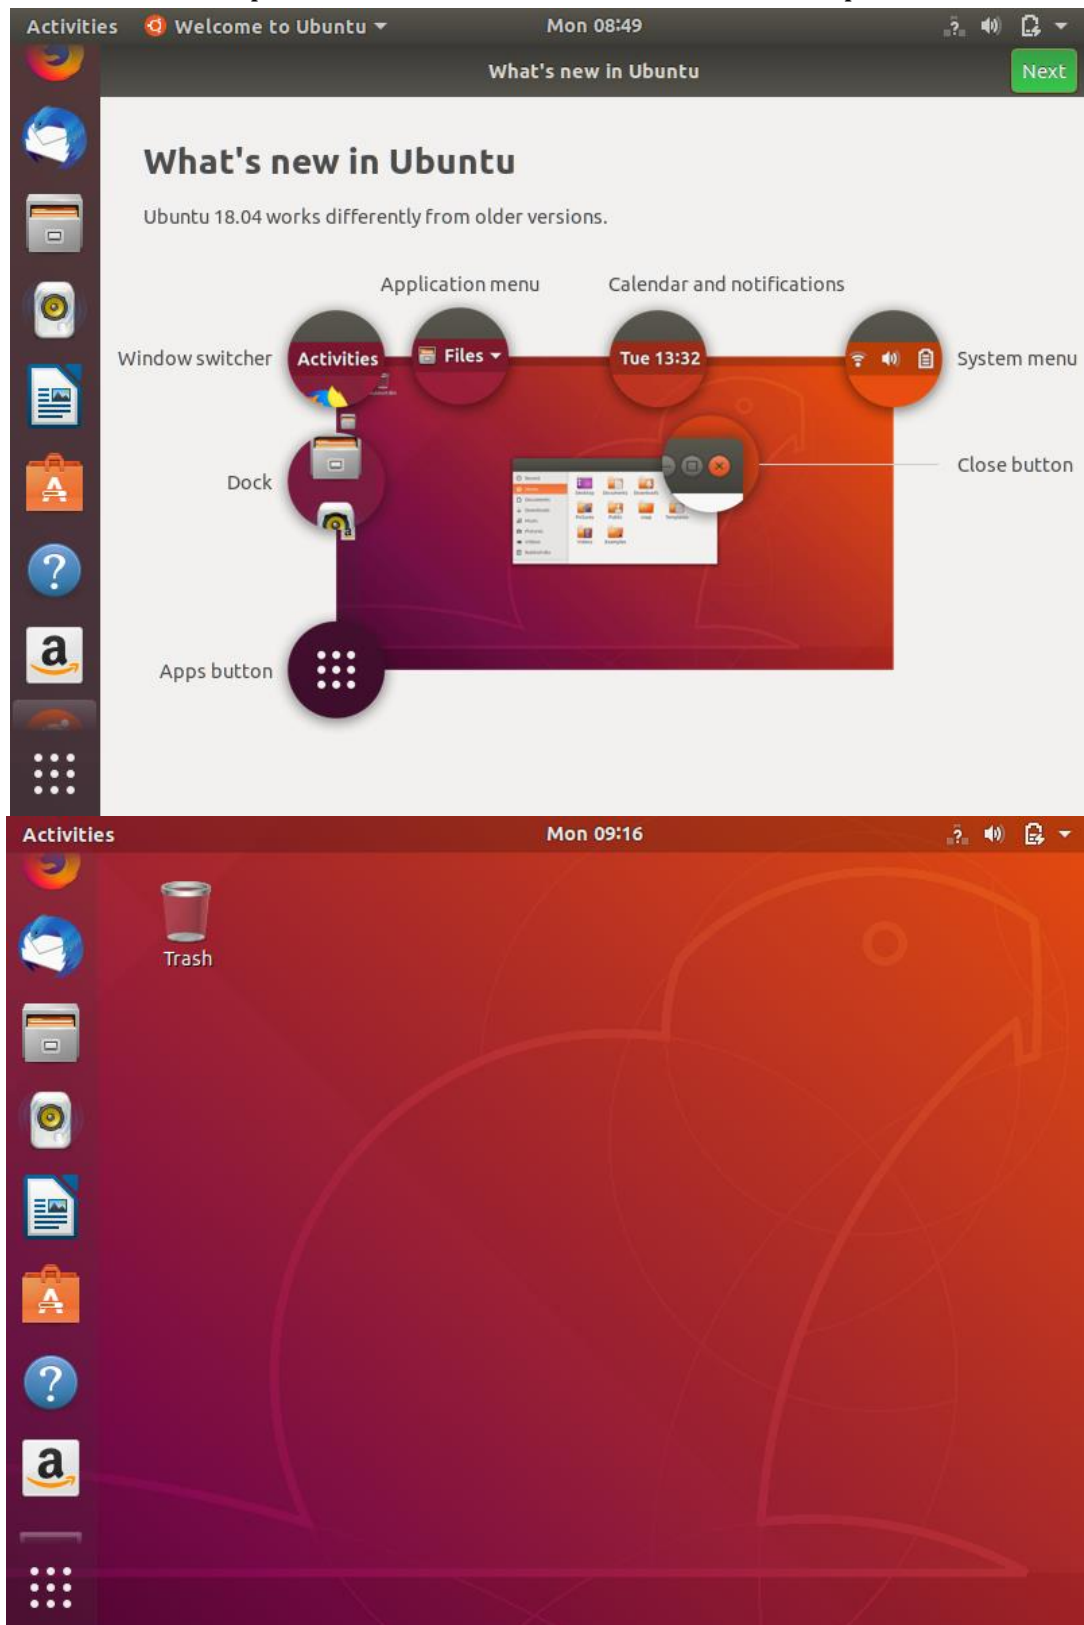 Activities Welcome to Ubuntu Mon 08:49
What's new in Ubuntu Next
What's new in Ubuntu
Ubuntu 18.04 works differently from older versions.
Application menu Calendar and notifications
Window switcher Activities Files Tue 13:32 System menu
Dock Close button
Apps button
Activities Mon 09:16
Trash